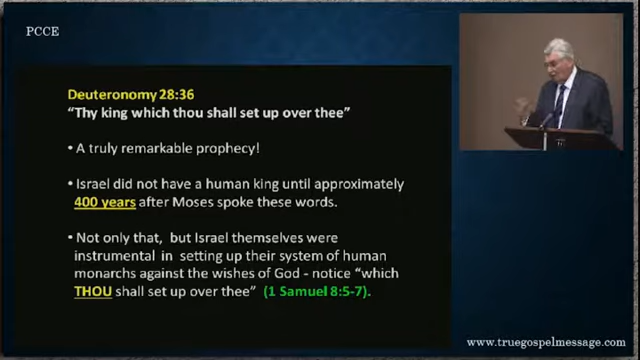 PCCE
Deuteronomy 28:36
“Thy king which thou shall set up over thee”
• A truly remarkable prophecy!
• Israel did not have a human king until approximately
400 years after Moses spoke these words.
• Not only that, but Israel themselves were
instrumental in setting up their system of human
monarchs against the wishes of God - notice “which
THOU shall set up over thee” (1 Samuel 8:5-7).
www.truegospelmessage.com